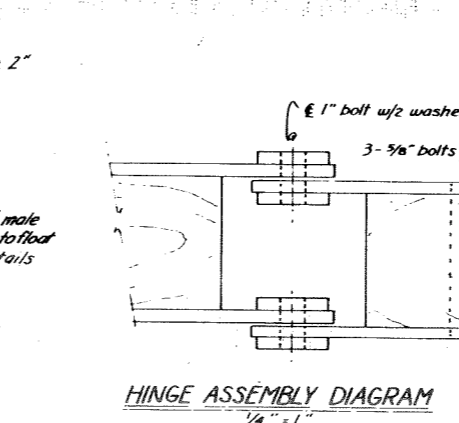 2"
℄ 1" bolt w/2 washe
3 - 5/8" bolts
male
to float
tails
HINGE ASSEMBLY DIAGRAM
1/4" = 1"